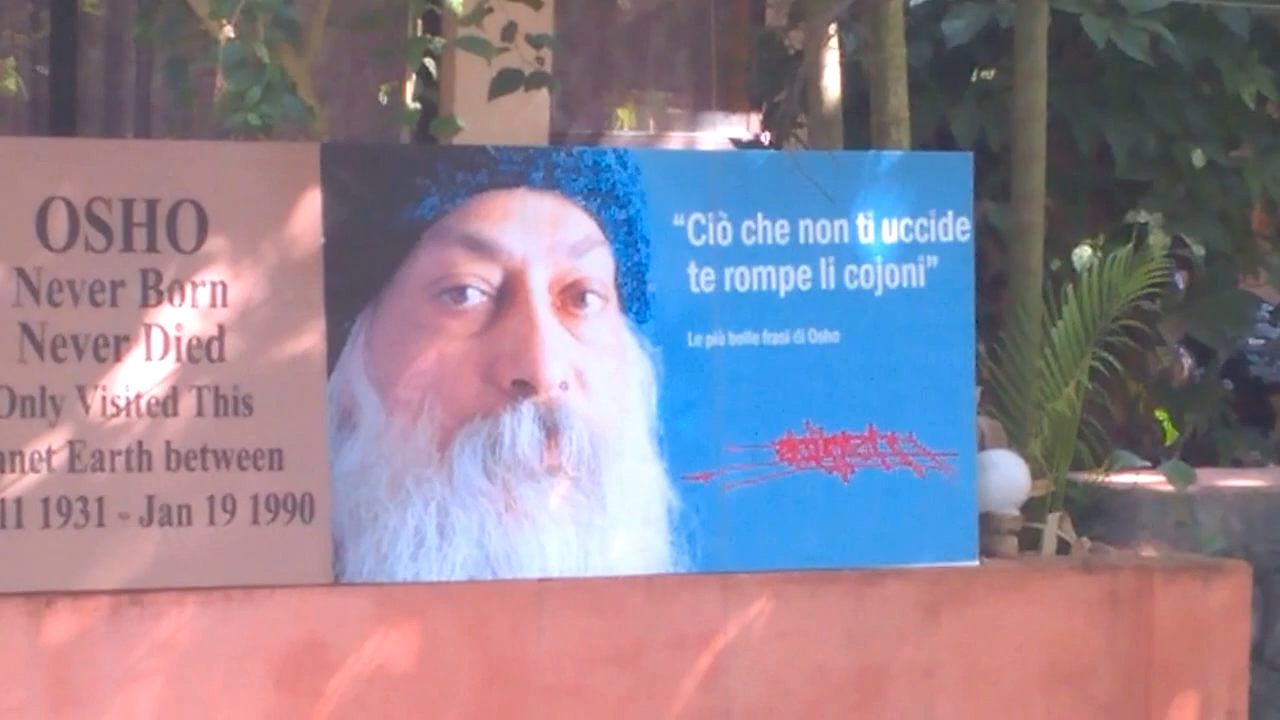 OSHO
Never Born
Never Died
Only Visited This
anet Earth between
11 1931 - Jan 19 1990
“Ciò che non ti uccide
te rompe li cojoni”
Le più belle frasi di Osho